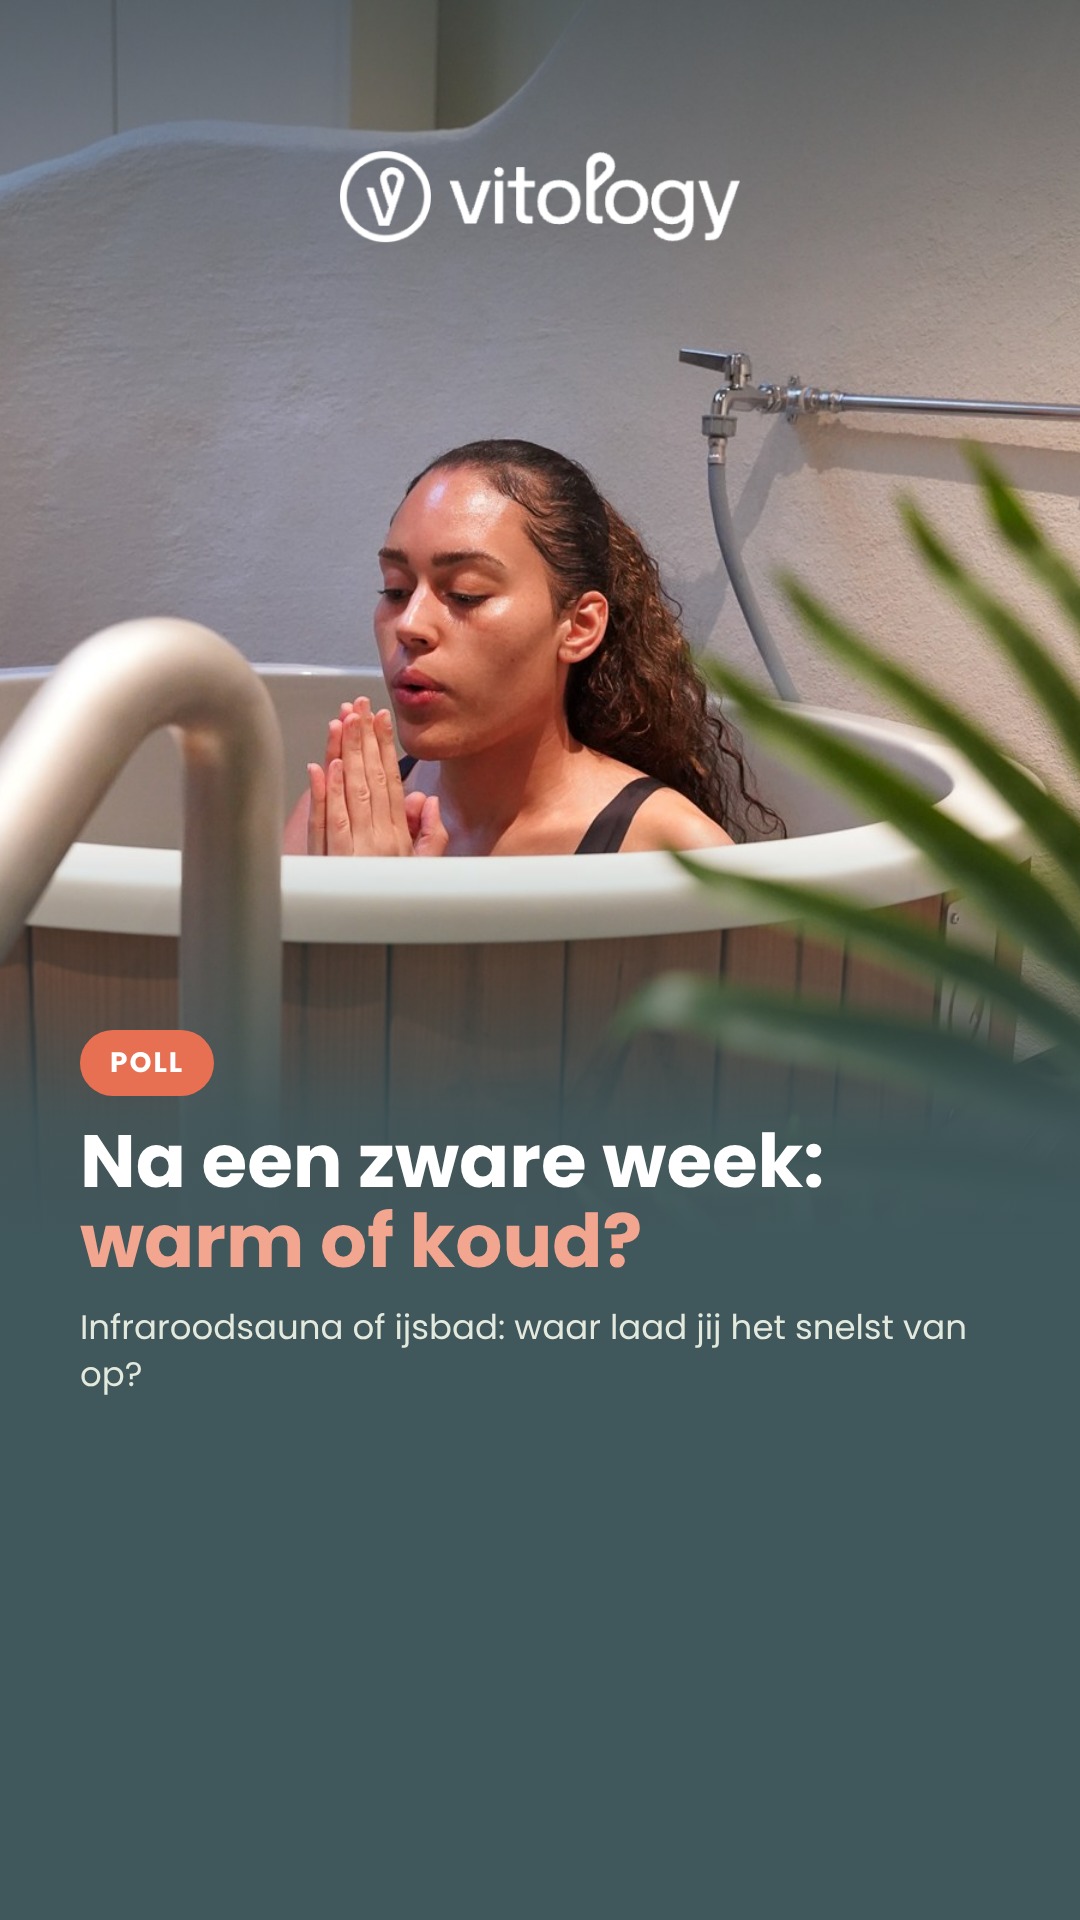 vitology
POLL
Na een zware week:
warm of koud?
Infraroodsauna of ijsbad: waar laad jij het snelst van
op?